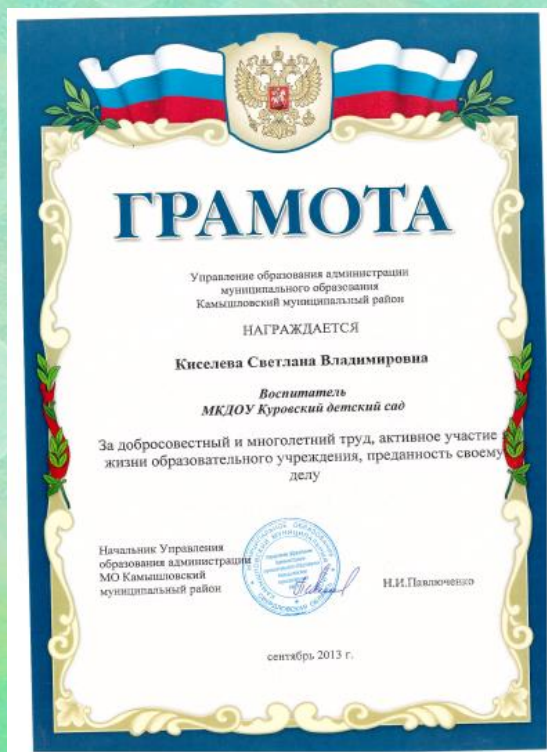 ГРАМОТА
Управление образования администрации
муниципального образования
Камышловский муниципальный район
НАГРАЖДАЕТСЯ
Киселева Светлана Владимировна
Воспитатель
МКДОУ Куровский детский сад
За добросовестный и многолетний труд, активное участие
жизни образовательного учреждения, преданность своему
делу
Начальник Управления
образования администрации
МО Камышловский
муниципальный район
Н.И.Павлюченко
сентябрь 2013 г.